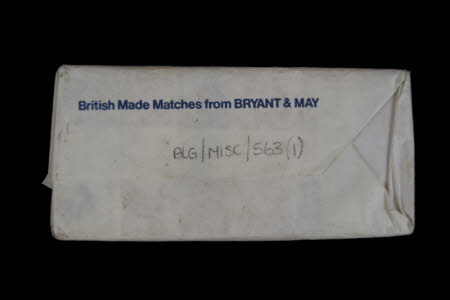 British Made Matches from BRYANT & MAY
BLG/MISC/563(1)